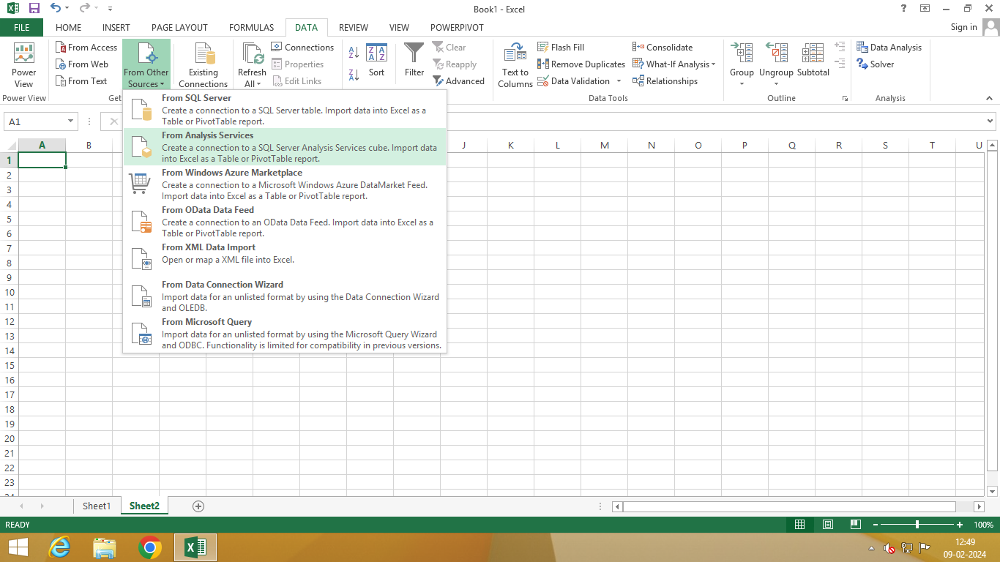 Book1 - Excel
?
FILE HOME INSERT PAGE LAYOUT FORMULAS DATA REVIEW VIEW POWERPIVOT Sign in
Power View
From Access
From Web
From Text
From Other Sources
Existing Connections
Refresh All
Connections
Properties
Edit Links
Sort
Filter
Clear
Reapply
Advanced
Text to Columns
Flash Fill
Remove Duplicates
Data Validation
Consolidate
What-If Analysis
Relationships
Group
Ungroup
Subtotal
Data Analysis
Solver
Power View Get Data Tools Outline Analysis
A1
From SQL Server
Create a connection to a SQL Server table. Import data into Excel as a
Table or PivotTable report.
From Analysis Services
Create a connection to a SQL Server Analysis Services cube. Import data
into Excel as a Table or PivotTable report.
From Windows Azure Marketplace
Create a connection to a Microsoft Windows Azure DataMarket Feed.
Import data into Excel as a Table or PivotTable report.
From OData Data Feed
Create a connection to an OData Data Feed. Import data into Excel as a
Table or PivotTable report.
From XML Data Import
Open or map a XML file into Excel.
From Data Connection Wizard
Import data for an unlisted format by using the Data Connection Wizard
and OLEDB.
From Microsoft Query
Import data for an unlisted format by using the Microsoft Query Wizard
and ODBC. Functionality is limited for compatibility in previous versions.
A B J K L M N O P Q R S T U
1
2
3
4
5
6
7
8
9
10
11
12
13
14
15
16
17
18
19
20
21
22
23
24
Sheet1 Sheet2
READY 100%
12:49
09-02-2024